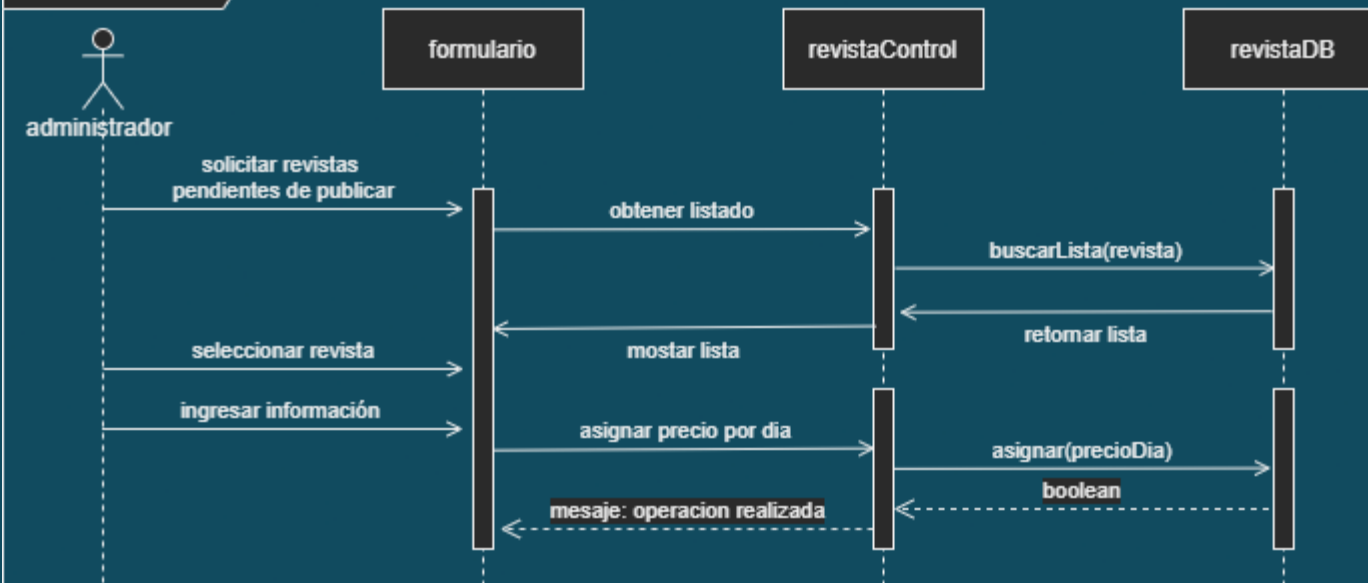 formulario
revistaControl
revistaDB
administrador
solicitar revistas
pendientes de publicar
obtener listado
buscarLista(revista)
retornar lista
mostar lista
seleccionar revista
ingresar información
asignar precio por dia
asignar(precioDia)
boolean
mesaje: operacion realizada